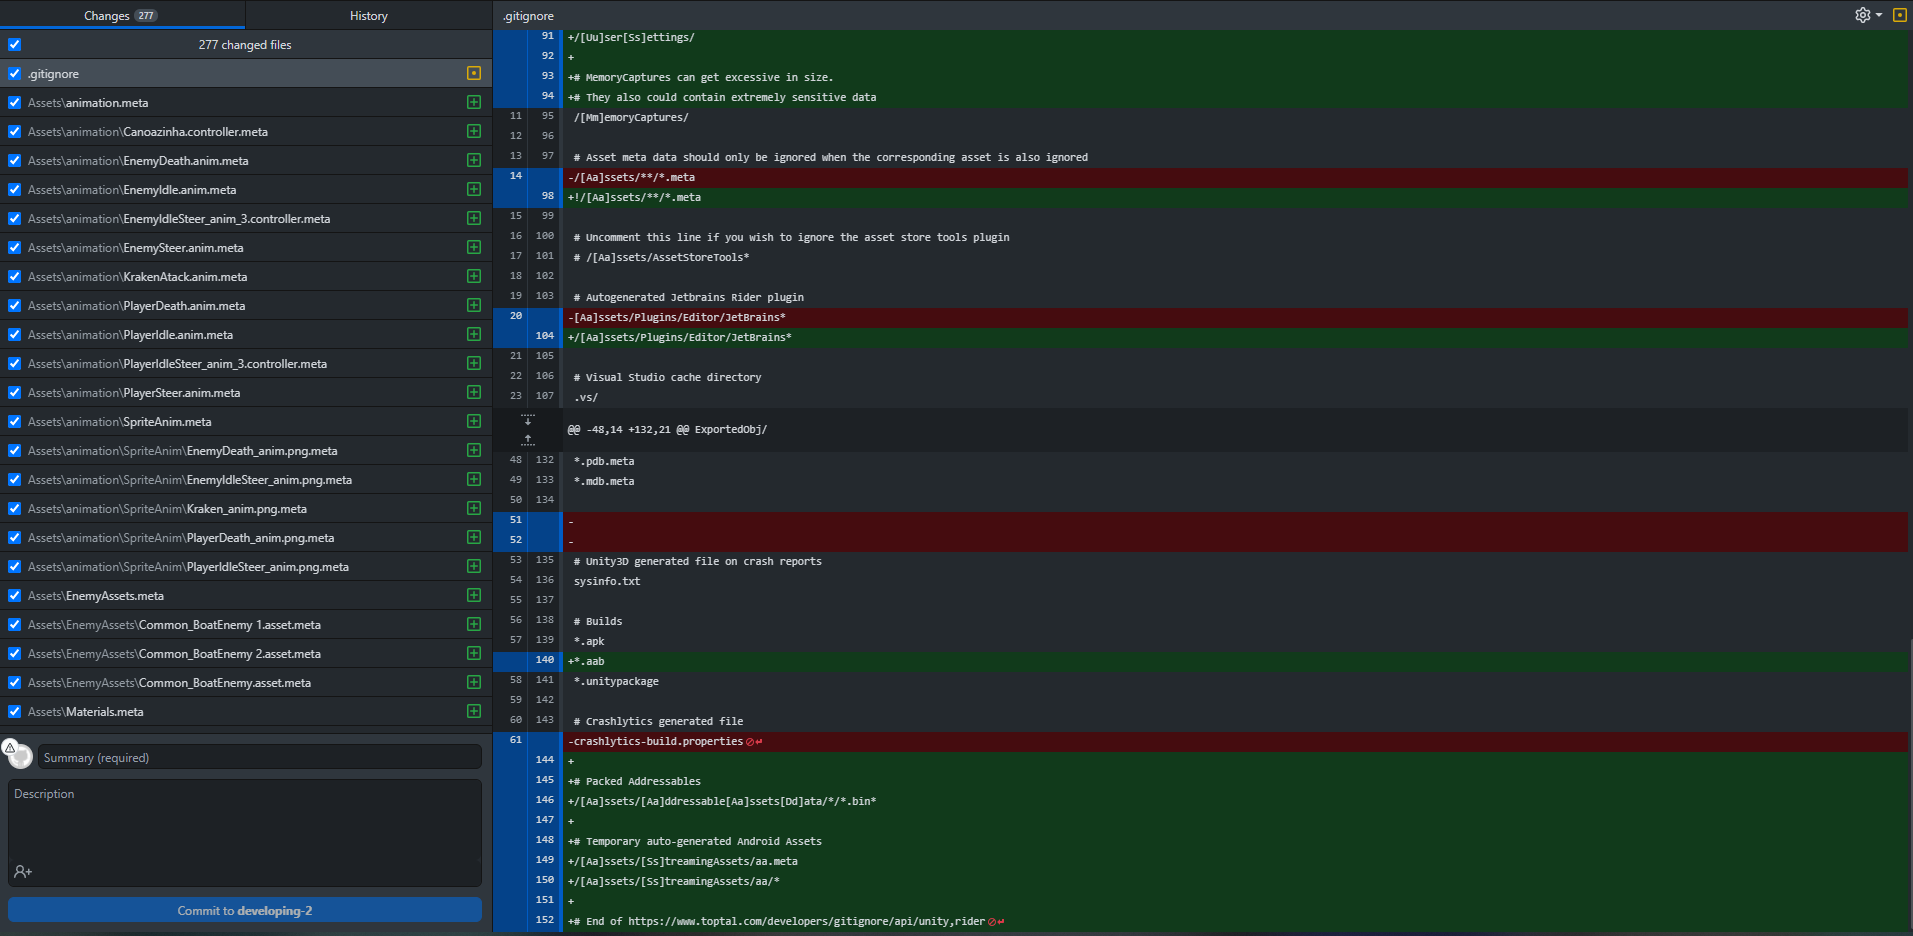 Changes 277
History
277 changed files
.gitignore
Assets\animation.meta
Assets\animation\Canoazinha.controller.meta
Assets\animation\EnemyDeath.anim.meta
Assets\animation\EnemyIdle.anim.meta
Assets\animation\EnemyIdleSteer_anim_3.controller.meta
Assets\animation\EnemySteer.anim.meta
Assets\animation\KrakenAtack.anim.meta
Assets\animation\PlayerDeath.anim.meta
Assets\animation\PlayerIdle.anim.meta
Assets\animation\PlayerIdleSteer_anim_3.controller.meta
Assets\animation\PlayerSteer.anim.meta
Assets\animation\SpriteAnim.meta
Assets\animation\SpriteAnim\EnemyDeath_anim.png.meta
Assets\animation\SpriteAnim\EnemyIdleSteer_anim.png.meta
Assets\animation\SpriteAnim\Kraken_anim.png.meta
Assets\animation\SpriteAnim\PlayerDeath_anim.png.meta
Assets\animation\SpriteAnim\PlayerIdleSteer_anim.png.meta
Assets\EnemyAssets.meta
Assets\EnemyAssets\Common_BoatEnemy 1.asset.meta
Assets\EnemyAssets\Common_BoatEnemy 2.asset.meta
Assets\EnemyAssets\Common_BoatEnemy.asset.meta
Assets\Materials.meta
Summary (required)
Description
Commit to developing-2
.gitignore
91 +/[Uu]ser[Ss]ettings/
92 +
93 +# MemoryCaptures can get excessive in size.
94 +# They also could contain extremely sensitive data
11 95 /[Mm]emoryCaptures/
12 96
13 97 # Asset meta data should only be ignored when the corresponding asset is also ignored
14 -/[Aa]ssets/**/*.meta
98 +!/[Aa]ssets/**/*.meta
15 99
16 100 # Uncomment this line if you wish to ignore the asset store tools plugin
17 101 # /[Aa]ssets/AssetStoreTools*
18 102
19 103 # Autogenerated Jetbrains Rider plugin
20 -[Aa]ssets/Plugins/Editor/JetBrains*
104 +/[Aa]ssets/Plugins/Editor/JetBrains*
21 105
22 106 # Visual Studio cache directory
23 107 .vs/
@@ -48,14 +132,21 @@ ExportedObj/
48 132 *.pdb.meta
49 133 *.mdb.meta
50 134
51 -
52 -
53 135 # Unity3D generated file on crash reports
54 136 sysinfo.txt
55 137
56 138 # Builds
57 139 *.apk
140 +*.aab
58 141 *.unitypackage
59 142
60 143 # Crashlytics generated file
61 -crashlytics-build.properties
144 +
145 +# Packed Addressables
146 +/[Aa]ssets/[Aa]ddressable[Aa]ssets[Dd]ata/*/*.bin*
147 +
148 +# Temporary auto-generated Android Assets
149 +/[Aa]ssets/[Ss]treamingAssets/aa.meta
150 +/[Aa]ssets/[Ss]treamingAssets/aa/*
151 +
152 +# End of https://www.toptal.com/developers/gitignore/api/unity,rider